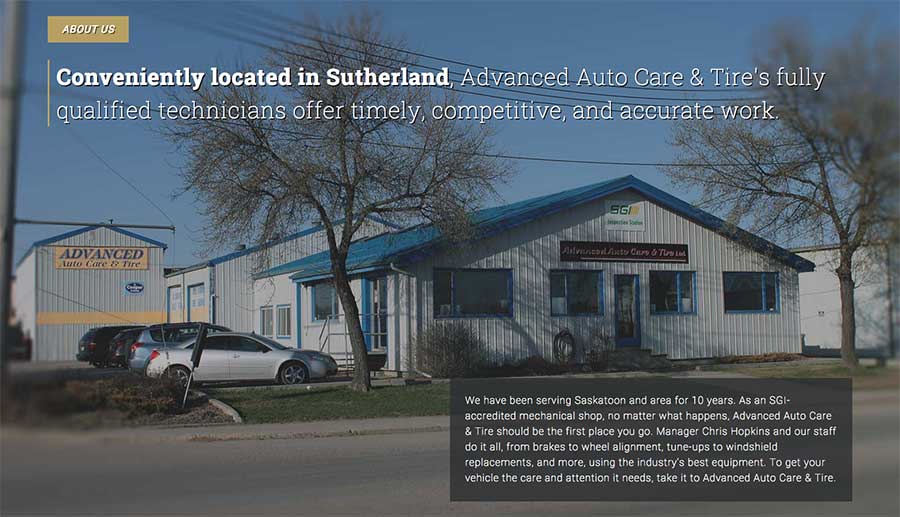 ABOUT US
Conveniently located in Sutherland, Advanced Auto Care & Tire's fully
qualified technicians offer timely, competitive, and accurate work.
SGI
Inspection Station
ADVANCED
Auto Care & Tire
Cooper
Advanced Auto Care & Tire Ltd.
We have been serving Saskatoon and area for 10 years. As an SGI-
accredited mechanical shop, no matter what happens, Advanced Auto Care
& Tire should be the first place you go. Manager Chris Hopkins and our staff
do it all, from brakes to wheel alignment, tune-ups to windshield
replacements, and more, using the industry's best equipment. To get your
vehicle the care and attention it needs, take it to Advanced Auto Care & Tire.